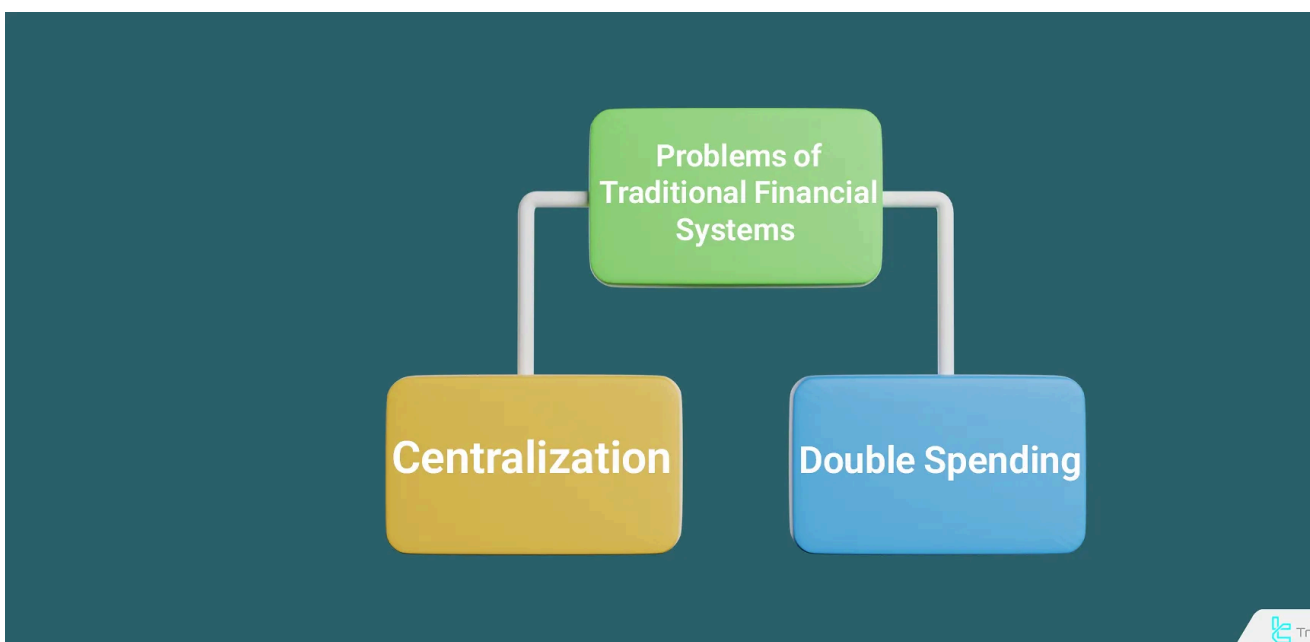 Problems of
Traditional Financial
Systems
Centralization
Double Spending